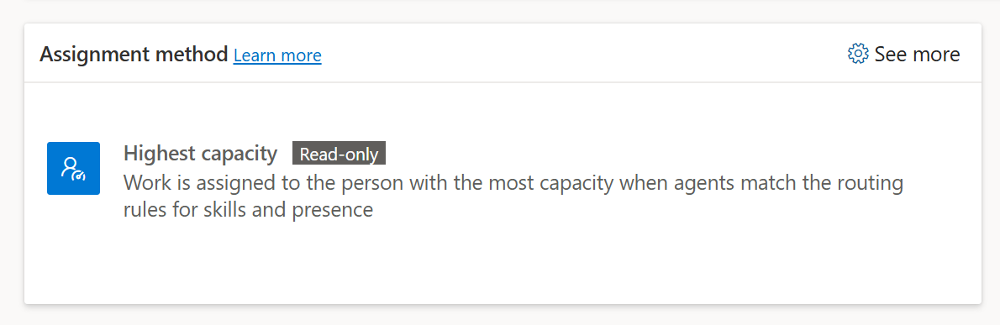 Assignment method Learn more
See more
Highest capacity Read-only
Work is assigned to the person with the most capacity when agents match the routing
rules for skills and presence